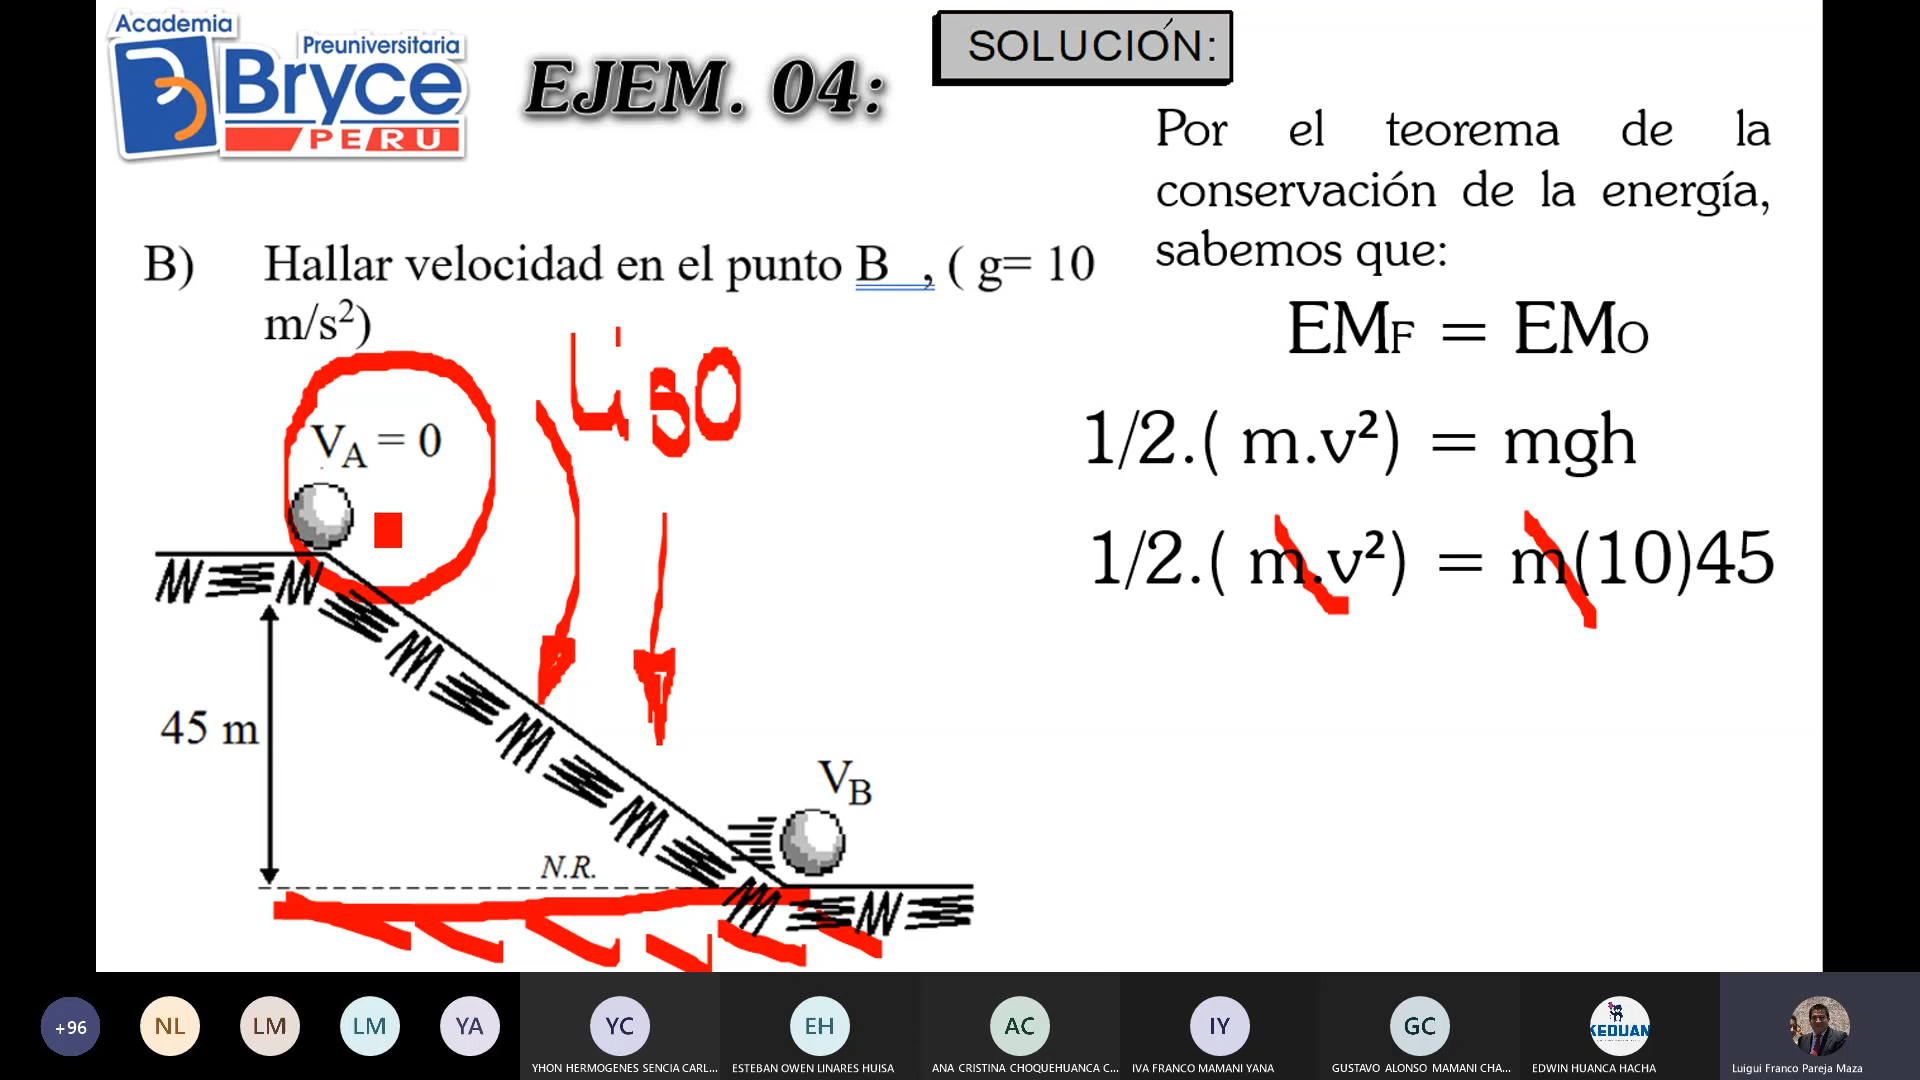 Academia
Preuniversitaria
Bryce
PERÚ
EJEM. 04:
SOLUCIÓN:
Por el teorema de la
conservación de la energía,
sabemos que:
EMF = EMO
1/2.( m.v²) = mgh
1/2.( m.v²) = m(10)45
B) Hallar velocidad en el punto B , ( g= 10
m/s²)
VA = 0
45 m
N.R.
VB
+96
NL
LM
LM
YA
YC
EH
AC
IY
GC
KEDUAN
YHON HERMOGENES SENCIA CARL...
ESTEBAN OWEN LINARES HUISA
ANA CRISTINA CHOQUEHUANCA C...
IVA FRANCO MAMANI YANA
GUSTAVO ALONSO MAMANI CHA...
EDWIN HUANCA HACHA
Luigui Franco Pareja Maza